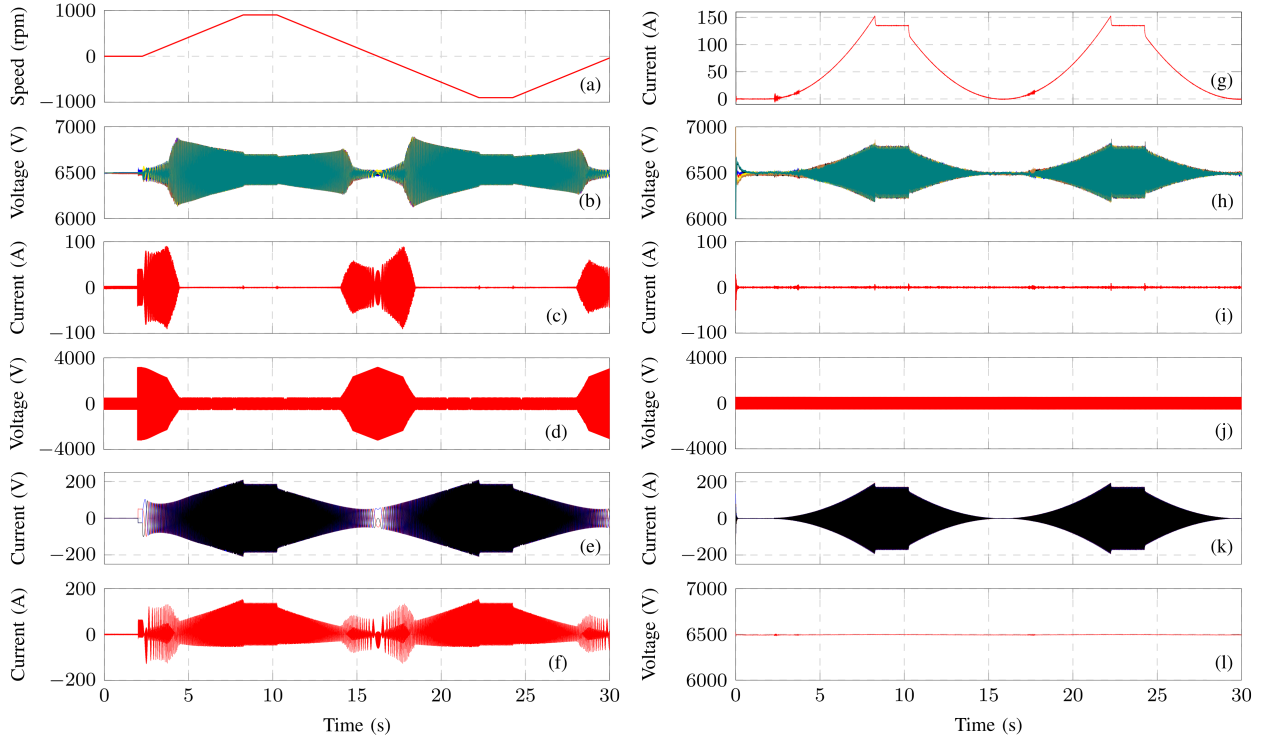 Speed (rpm)
1000
0
−1000
(a)
Voltage (V)
7000
6500
6000
(b)
Current (A)
100
0
−100
(c)
Voltage (V)
4000
0
−4000
(d)
Current (V)
200
0
−200
(e)
Current (A)
200
0
−200
(f)
0 5 10 15 20 25 30
Time (s)
Current (A)
150
100
50
0
(g)
Voltage (V)
7000
6500
6000
(h)
Current (A)
100
0
−100
(i)
Voltage (V)
4000
0
−4000
(j)
Current (A)
200
0
−200
(k)
Voltage (V)
7000
6500
6000
(l)
0 5 10 15 20 25 30
Time (s)